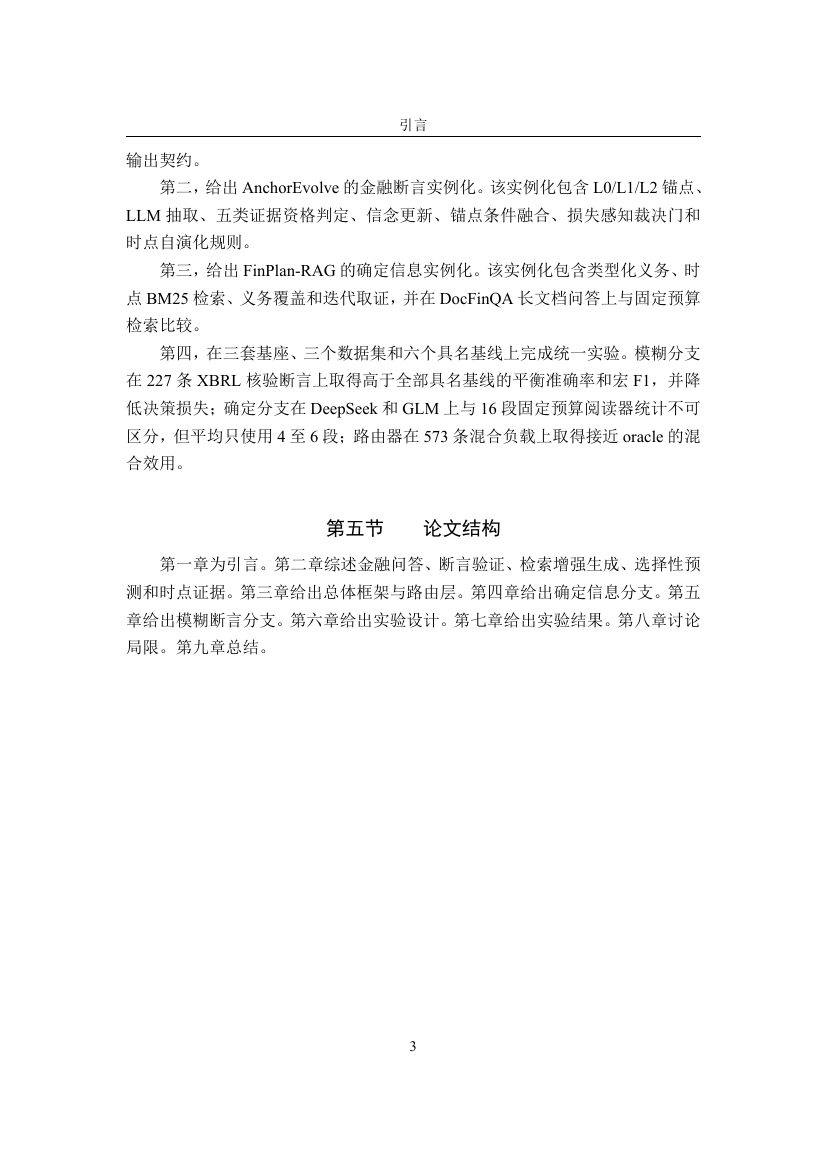 引言
输出契约。
第二，给出 AnchorEvolve 的金融断言实例化。该实例化包含 L0/L1/L2 锚点、
LLM 抽取、五类证据资格判定、信念更新、锚点条件融合、损失感知裁决门和
时点自演化规则。
第三，给出 FinPlan-RAG 的确定信息实例化。该实例化包含类型化义务、时
点 BM25 检索、义务覆盖和迭代取证，并在 DocFinQA 长文档问答上与固定预算
检索比较。
第四，在三套基座、三个数据集和六个具名基线上完成统一实验。模糊分支
在 227 条 XBRL 核验断言上取得高于全部具名基线的平衡准确率和宏 F1，并降
低决策损失；确定分支在 DeepSeek 和 GLM 上与 16 段固定预算阅读器统计不可
区分，但平均只使用 4 至 6 段；路由器在 573 条混合负载上取得接近 oracle 的混
合效用。
第五节 论文结构
第一章为引言。第二章综述金融问答、断言验证、检索增强生成、选择性预
测和时点证据。第三章给出总体框架与路由层。第四章给出确定信息分支。第五
章给出模糊断言分支。第六章给出实验设计。第七章给出实验结果。第八章讨论
局限。第九章总结。
3